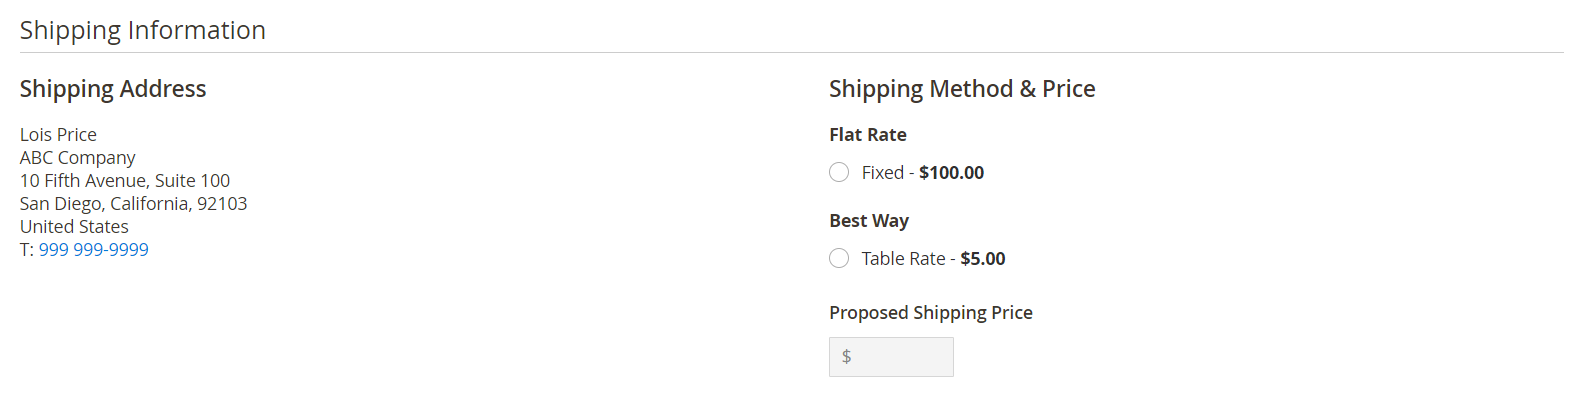 Shipping Information
Shipping Address
Lois Price
ABC Company
10 Fifth Avenue, Suite 100
San Diego, California, 92103
United States
T: 999 999-9999
Shipping Method & Price
Flat Rate
Fixed - $100.00
Best Way
Table Rate - $5.00
Proposed Shipping Price
$